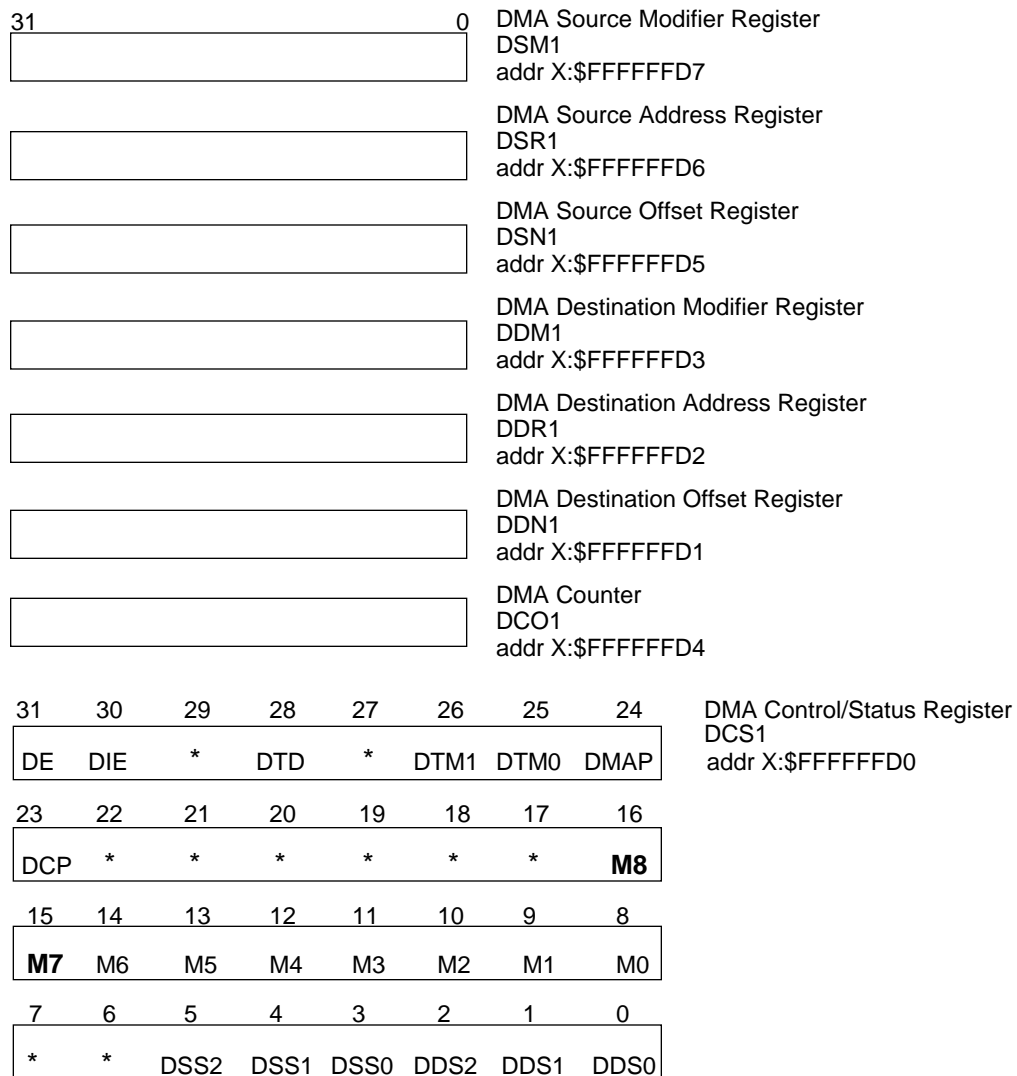 31 0 DMA Source Modifier Register
DSM1
addr X:$FFFFFFD7
DMA Source Address Register
DSR1
addr X:$FFFFFFD6
DMA Source Offset Register
DSN1
addr X:$FFFFFFD5
DMA Destination Modifier Register
DDM1
addr X:$FFFFFFD3
DMA Destination Address Register
DDR1
addr X:$FFFFFFD2
DMA Destination Offset Register
DDN1
addr X:$FFFFFFD1
DMA Counter
DCO1
addr X:$FFFFFFD4
31 30 29 28 27 26 25 24 DMA Control/Status Register
DCS1
DE DIE * DTD * DTM1 DTM0 DMAP addr X:$FFFFFFD0
23 22 21 20 19 18 17 16
DCP * * * * * * M8
15 14 13 12 11 10 9 8
M7 M6 M5 M4 M3 M2 M1 M0
7 6 5 4 3 2 1 0
* * DSS2 DSS1 DSS0 DDS2 DDS1 DDS0